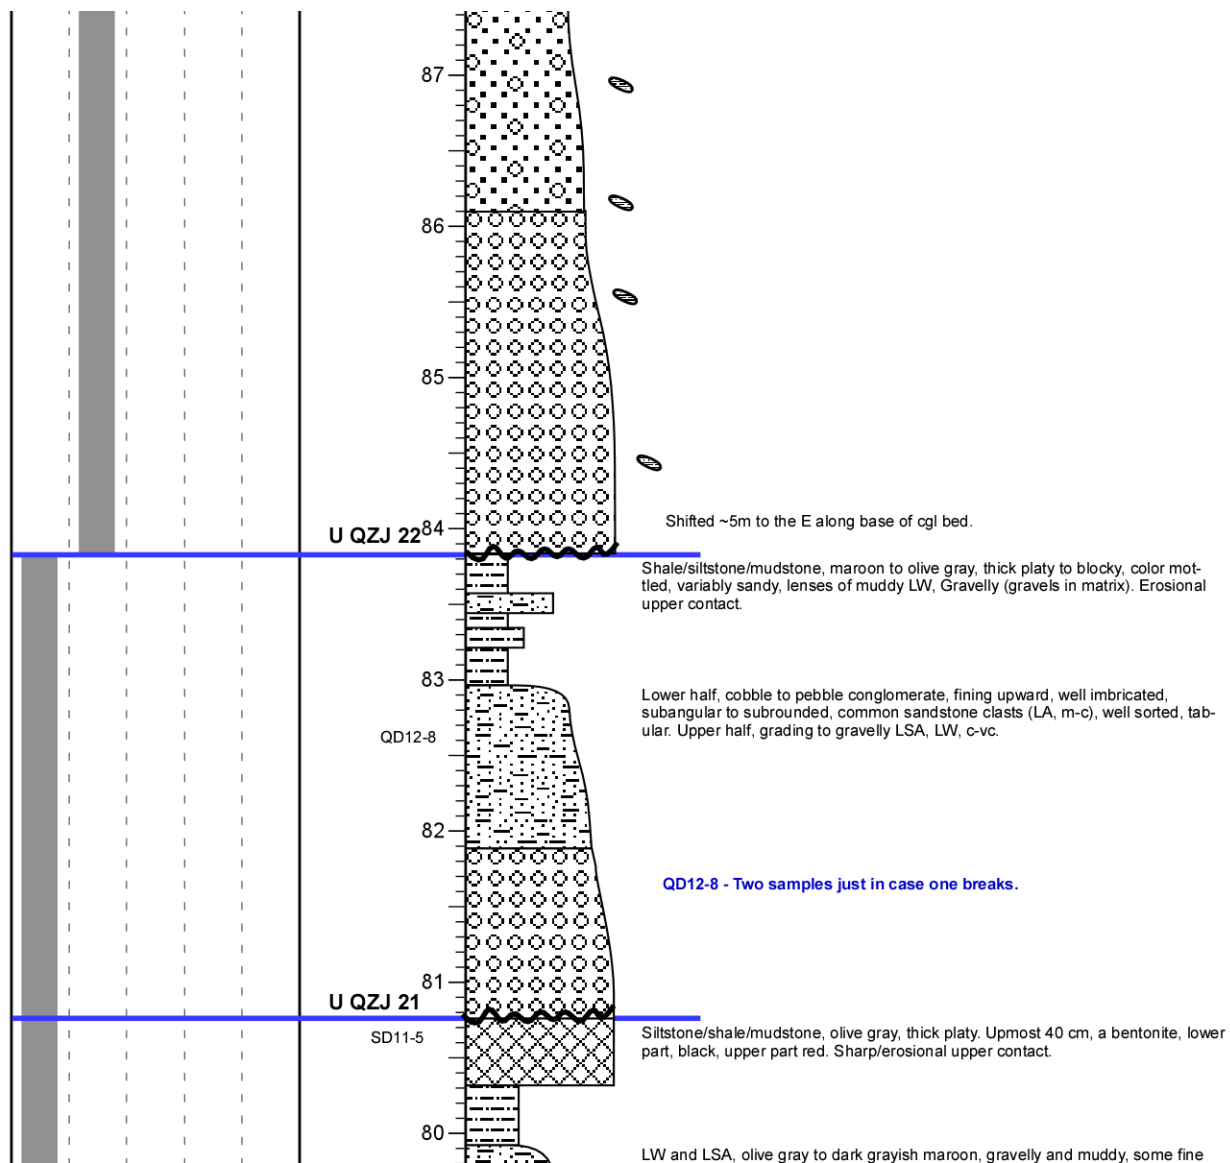 87
86
85
84
U QZJ 22
Shifted ~5m to the E along base of cgl bed.
Shale/siltstone/mudstone, maroon to olive gray, thick platy to blocky, color mot-
tled, variably sandy, lenses of muddy LW, Gravelly (gravels in matrix). Erosional
upper contact.
83
Lower half, cobble to pebble conglomerate, fining upward, well imbricated,
subangular to subrounded, common sandstone clasts (LA, m-c), well sorted, tab-
ular. Upper half, grading to gravelly LSA, LW, c-vc.
QD12-8
82
QD12-8 - Two samples just in case one breaks.
81
U QZJ 21
SD11-5
Siltstone/shale/mudstone, olive gray, thick platy. Upmost 40 cm, a bentonite, lower
part, black, upper part red. Sharp/erosional upper contact.
80
LW and LSA, olive gray to dark grayish maroon, gravelly and muddy, some fine